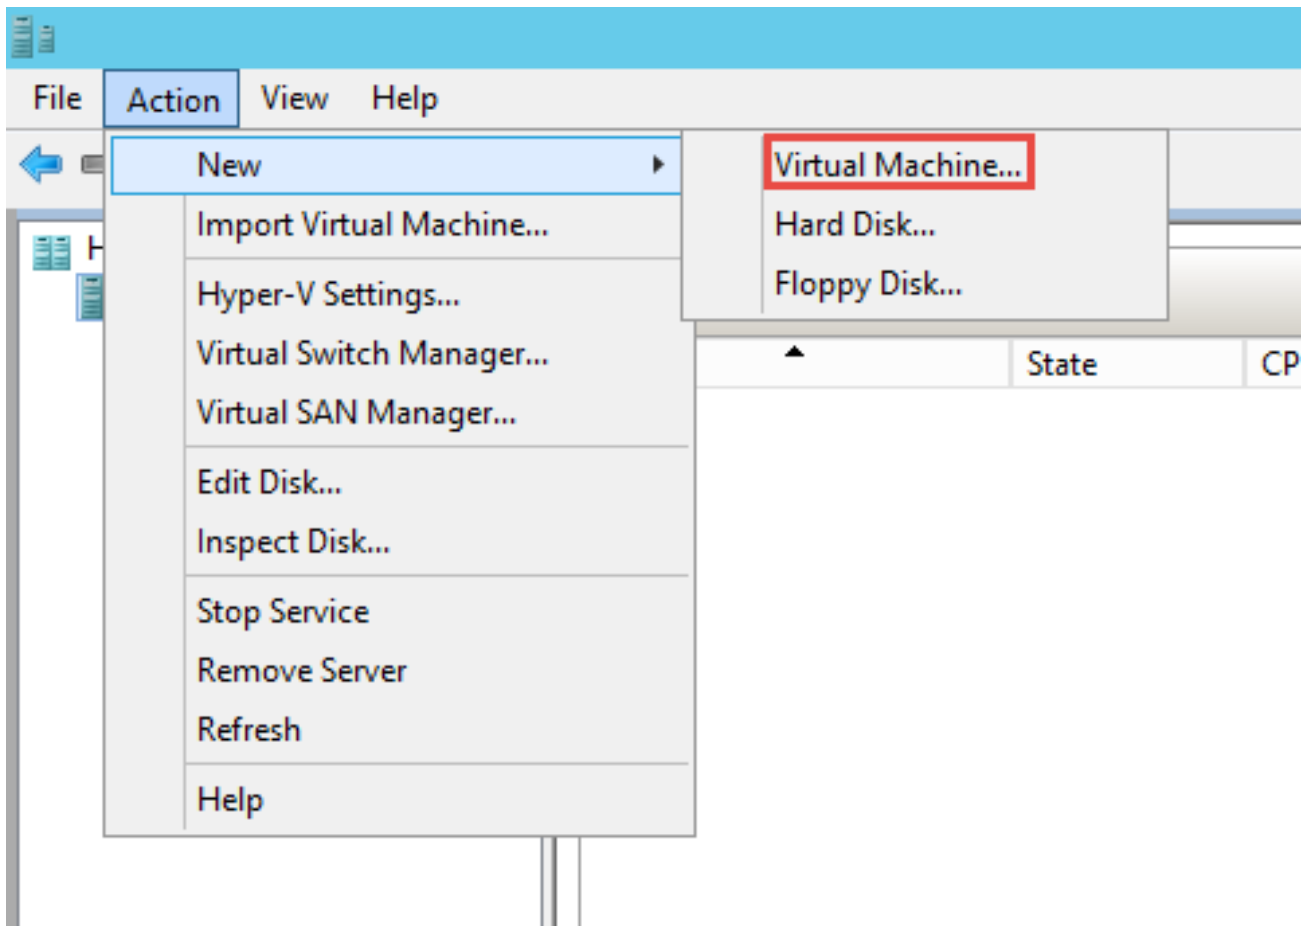 File Action View Help
New Virtual Machine...
Import Virtual Machine... Hard Disk...
Hyper-V Settings... Floppy Disk...
Virtual Switch Manager... State
Virtual SAN Manager...
Edit Disk...
Inspect Disk...
Stop Service
Remove Server
Refresh
Help